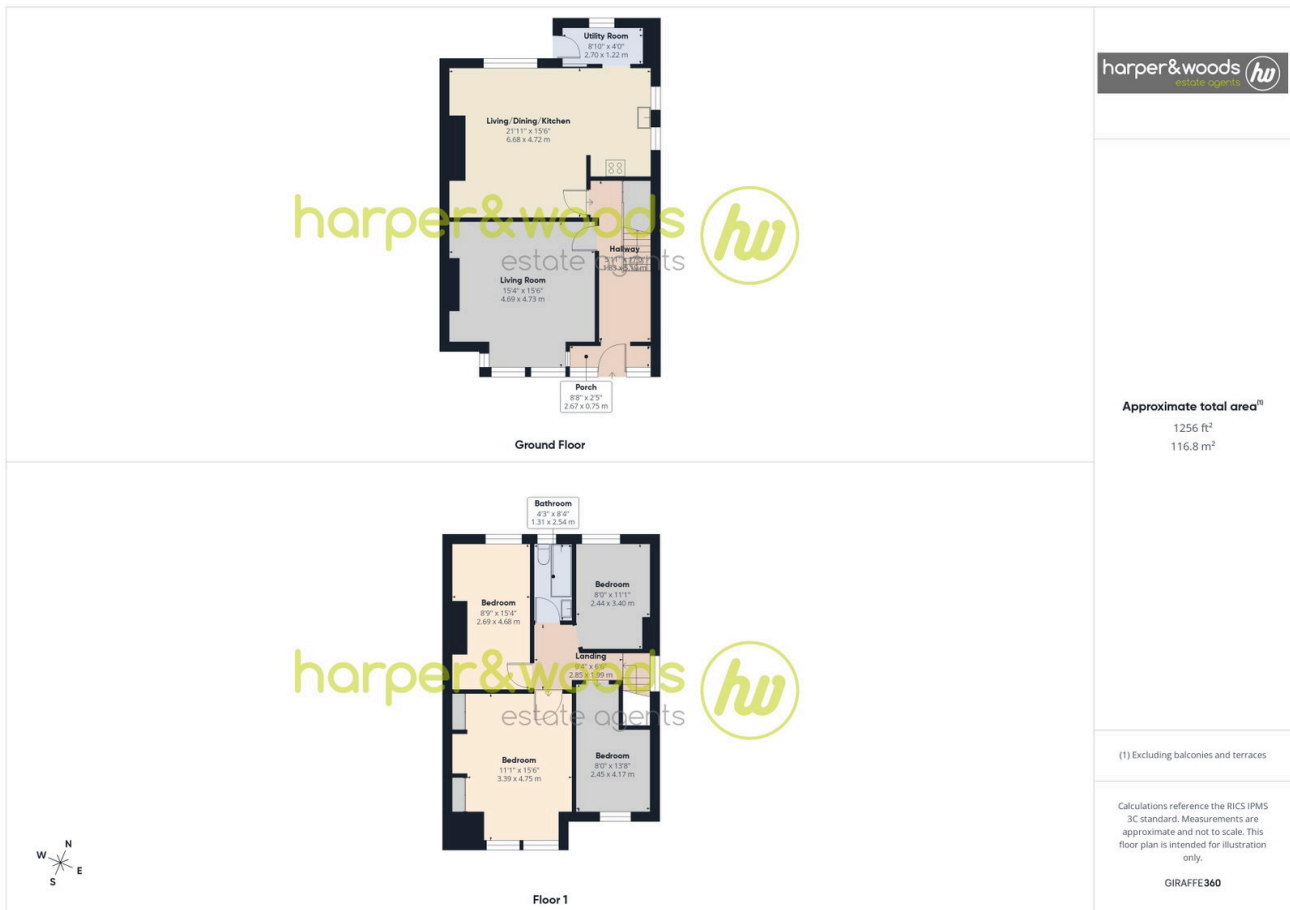 Utility Room
8'10" x 4'0"
2.70 x 1.22 m
Living/Dining/Kitchen
21'11" x 15'6"
6.68 x 4.72 m
harper&woods hw
estate agents
Hallway
Living Room
15'4" x 15'6"
4.69 x 4.73 m
Porch
8'8" x 2'5"
2.67 x 0.75 m
Ground Floor
Bathroom
4'3" x 8'4"
1.31 x 2.54 m
Bedroom
8'0" x 11'1"
2.44 x 3.40 m
Bedroom
8'9" x 15'4"
2.69 x 4.68 m
Landing
9'4" x 6'6"
2.85 x 1.99 m
harper&woods hw
estate agents
Bedroom
11'1" x 15'6"
3.39 x 4.75 m
Bedroom
8'0" x 13'8"
2.45 x 4.17 m
N
W
E
S
Floor 1
harper&woods hw
estate agents
Approximate total area(1)
1256 ft²
116.8 m²
(1) Excluding balconies and terraces
Calculations reference the RICS IPMS
3C standard. Measurements are
approximate and not to scale. This
floor plan is intended for illustration
only.
GIRAFFE360